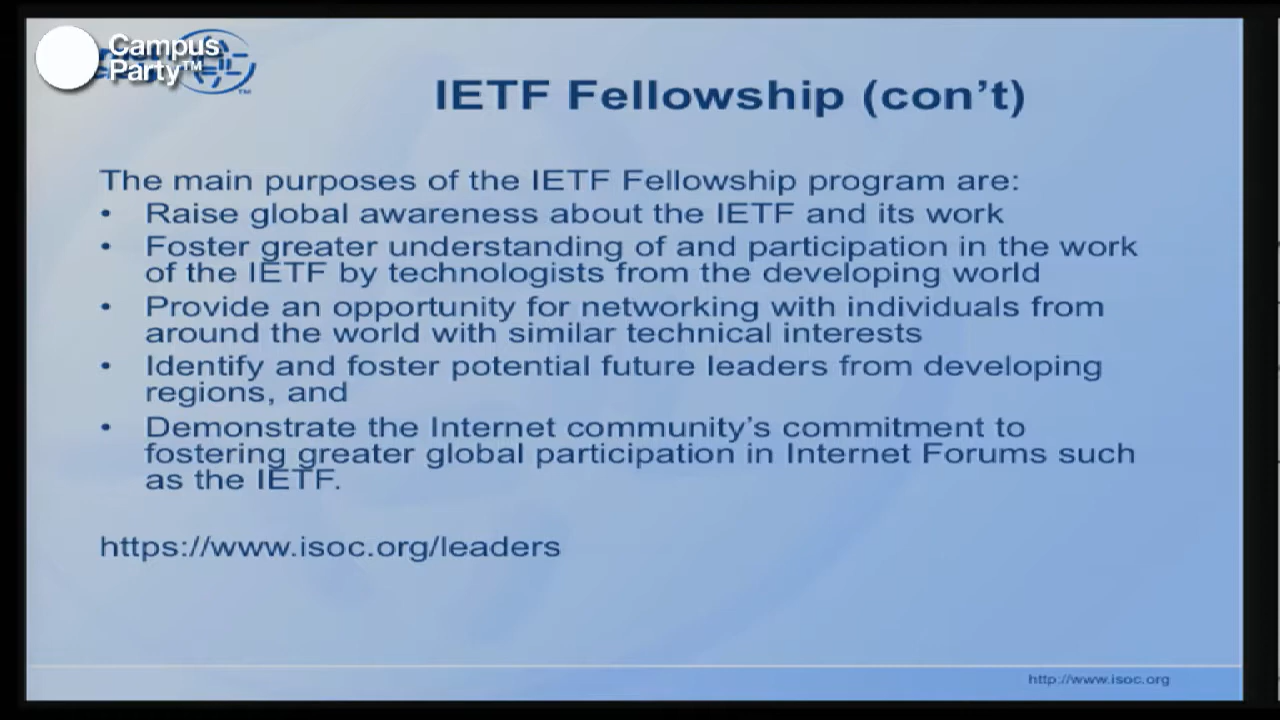 Campus
Party™
IETF Fellowship (con’t)
The main purposes of the IETF Fellowship program are:
• Raise global awareness about the IETF and its work
• Foster greater understanding of and participation in the work
of the IETF by technologists from the developing world
• Provide an opportunity for networking with individuals from
around the world with similar technical interests
• Identify and foster potential future leaders from developing
regions, and
• Demonstrate the Internet community’s commitment to
fostering greater global participation in Internet Forums such
as the IETF.
https://www.isoc.org/leaders
http://www.isoc.org